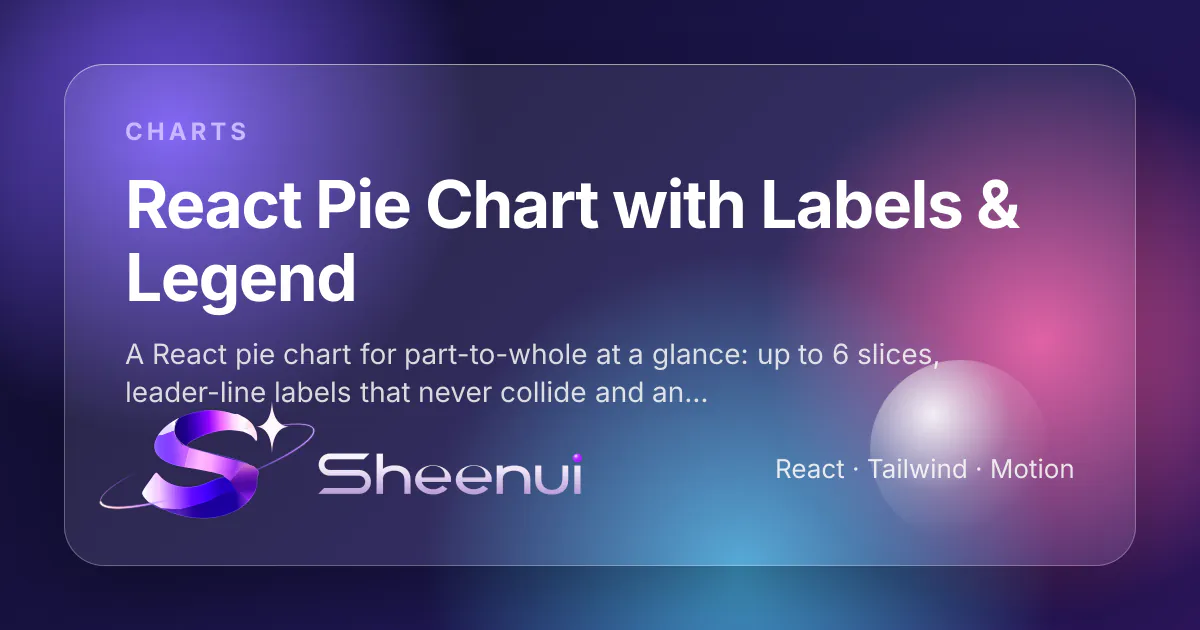 CHARTS
React Pie Chart with Labels &
Legend
A React pie chart for part-to-whole at a glance: up to 6 slices,
leader-line labels that never collide and an...
Sheenui
React · Tailwind · Motion